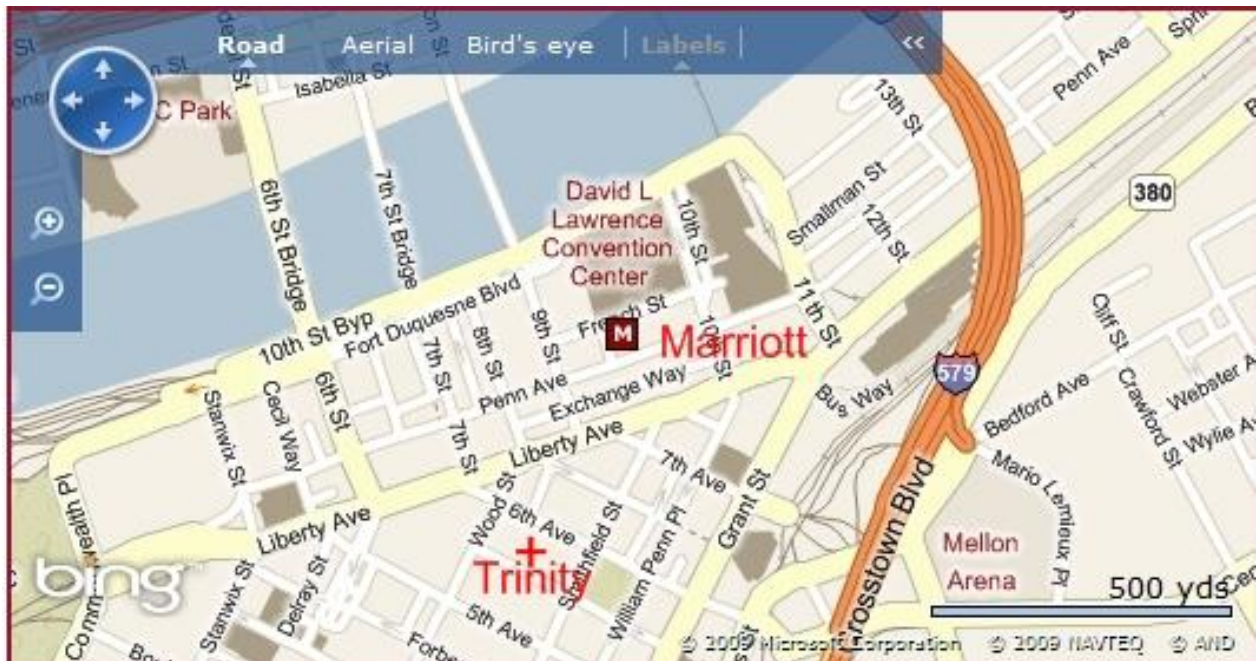 Road Aerial Bird's eye Labels <<
Isabella St
C Park
6th St Bridge
7th St Bridge
David L
Lawrence
Convention
Center
10th St
13th St
Penn Ave
Smallman St
12th St
380
11th St
French St
M
Marriott
10th St
10th St Byp
Fort Duquesne Blvd
7th St
8th St
9th St
Penn Ave
Exchange Way
Liberty Ave
Bus Way
579
Cliff St
Crawford St
Webster
Wylie
Bedford Ave
Mario Lemieux Pl
Stanwix St
Cecil Way
6th St
7th St
7th Ave
Grant St
Crosstown Blvd
Liberty Ave
Wood St
6th Ave
Smithfield St
William Penn Pl
Trinity
Mellon
Arena
bing
Stanwix St
Delray St
5th Ave
500 yds
© 2009 Microsoft Corporation © 2009 NAVTEQ © AND